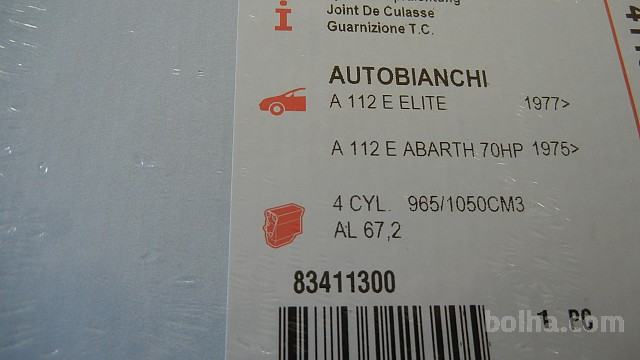 Joint De Culasse
Guarnizione T.C.
AUTOBIANCHI
A 112 E ELITE 1977>
A 112 E ABARTH 70HP 1975>
4 CYL. 965/1050CM3
AL 67,2
83411300
1 PC
bolha.com